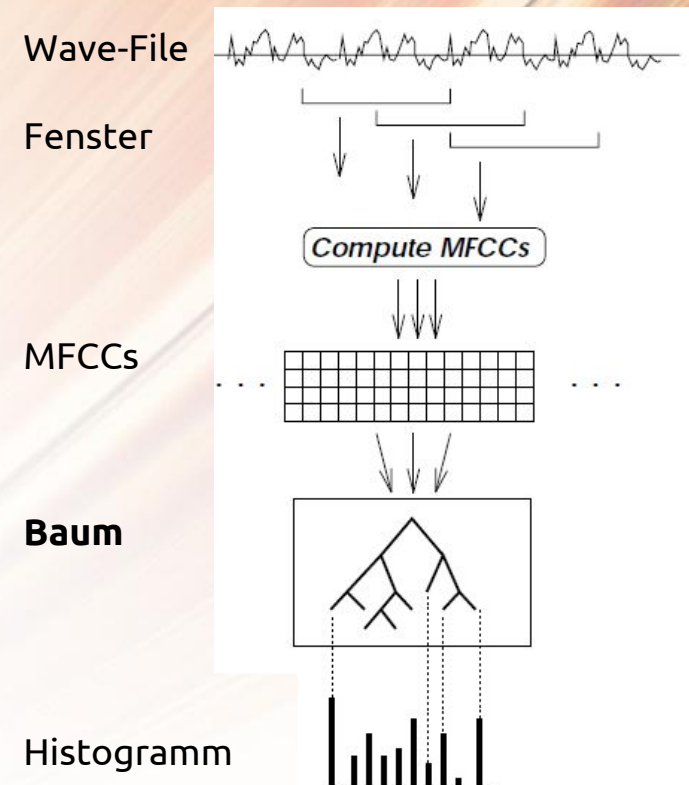 Wave-File
Fenster
Compute MFCCs
MFCCs
. . . . . .
Baum
Histogramm